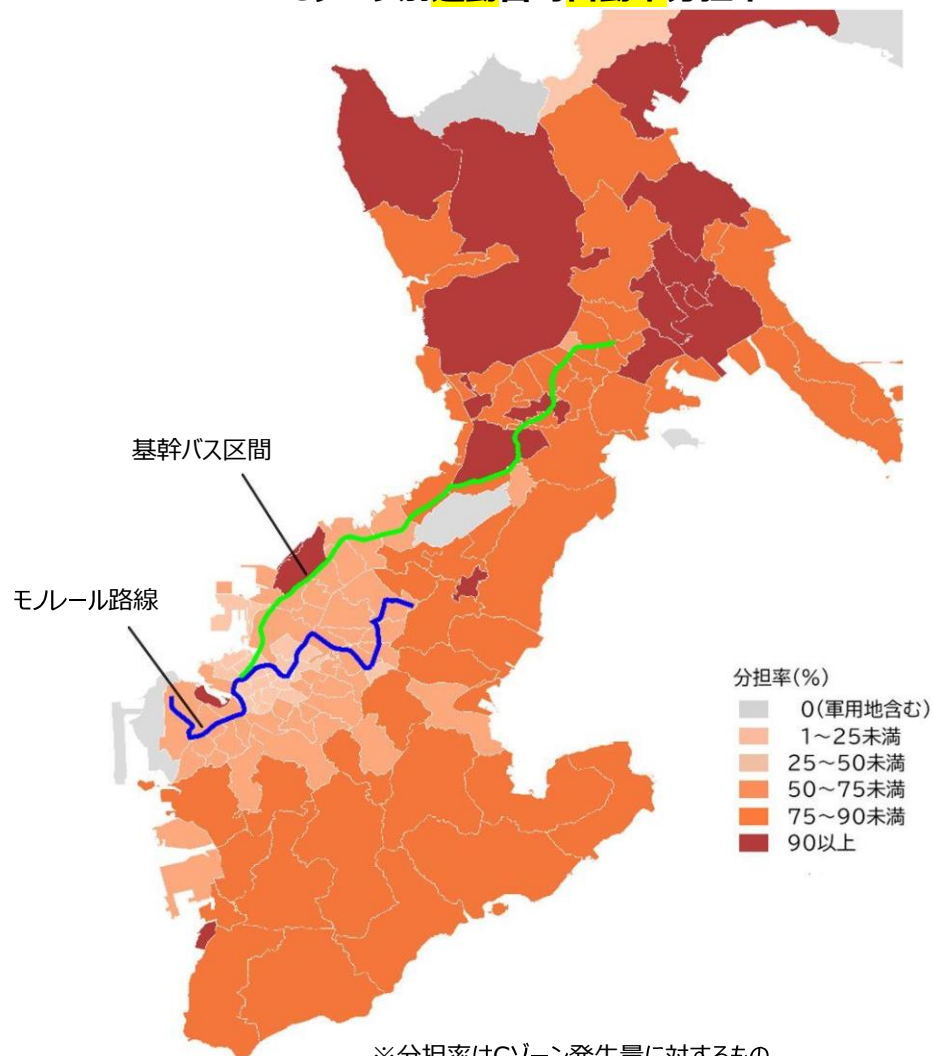 基幹バス区間
モノレール路線
分担率(%)
0(軍用地含む)
1～25未満
25～50未満
50～75未満
75～90未満
90以上
※分担率はCゾーン発生量に対するもの